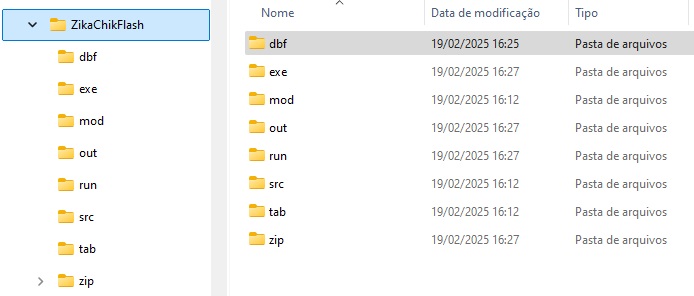 ZikaChikFlash
dbf
exe
mod
out
run
src
tab
zip
Nome Data de modificação Tipo
dbf 19/02/2025 16:25 Pasta de arquivos
exe 19/02/2025 16:27 Pasta de arquivos
mod 19/02/2025 16:12 Pasta de arquivos
out 19/02/2025 16:27 Pasta de arquivos
run 19/02/2025 16:27 Pasta de arquivos
src 19/02/2025 16:12 Pasta de arquivos
tab 19/02/2025 16:12 Pasta de arquivos
zip 19/02/2025 16:27 Pasta de arquivos